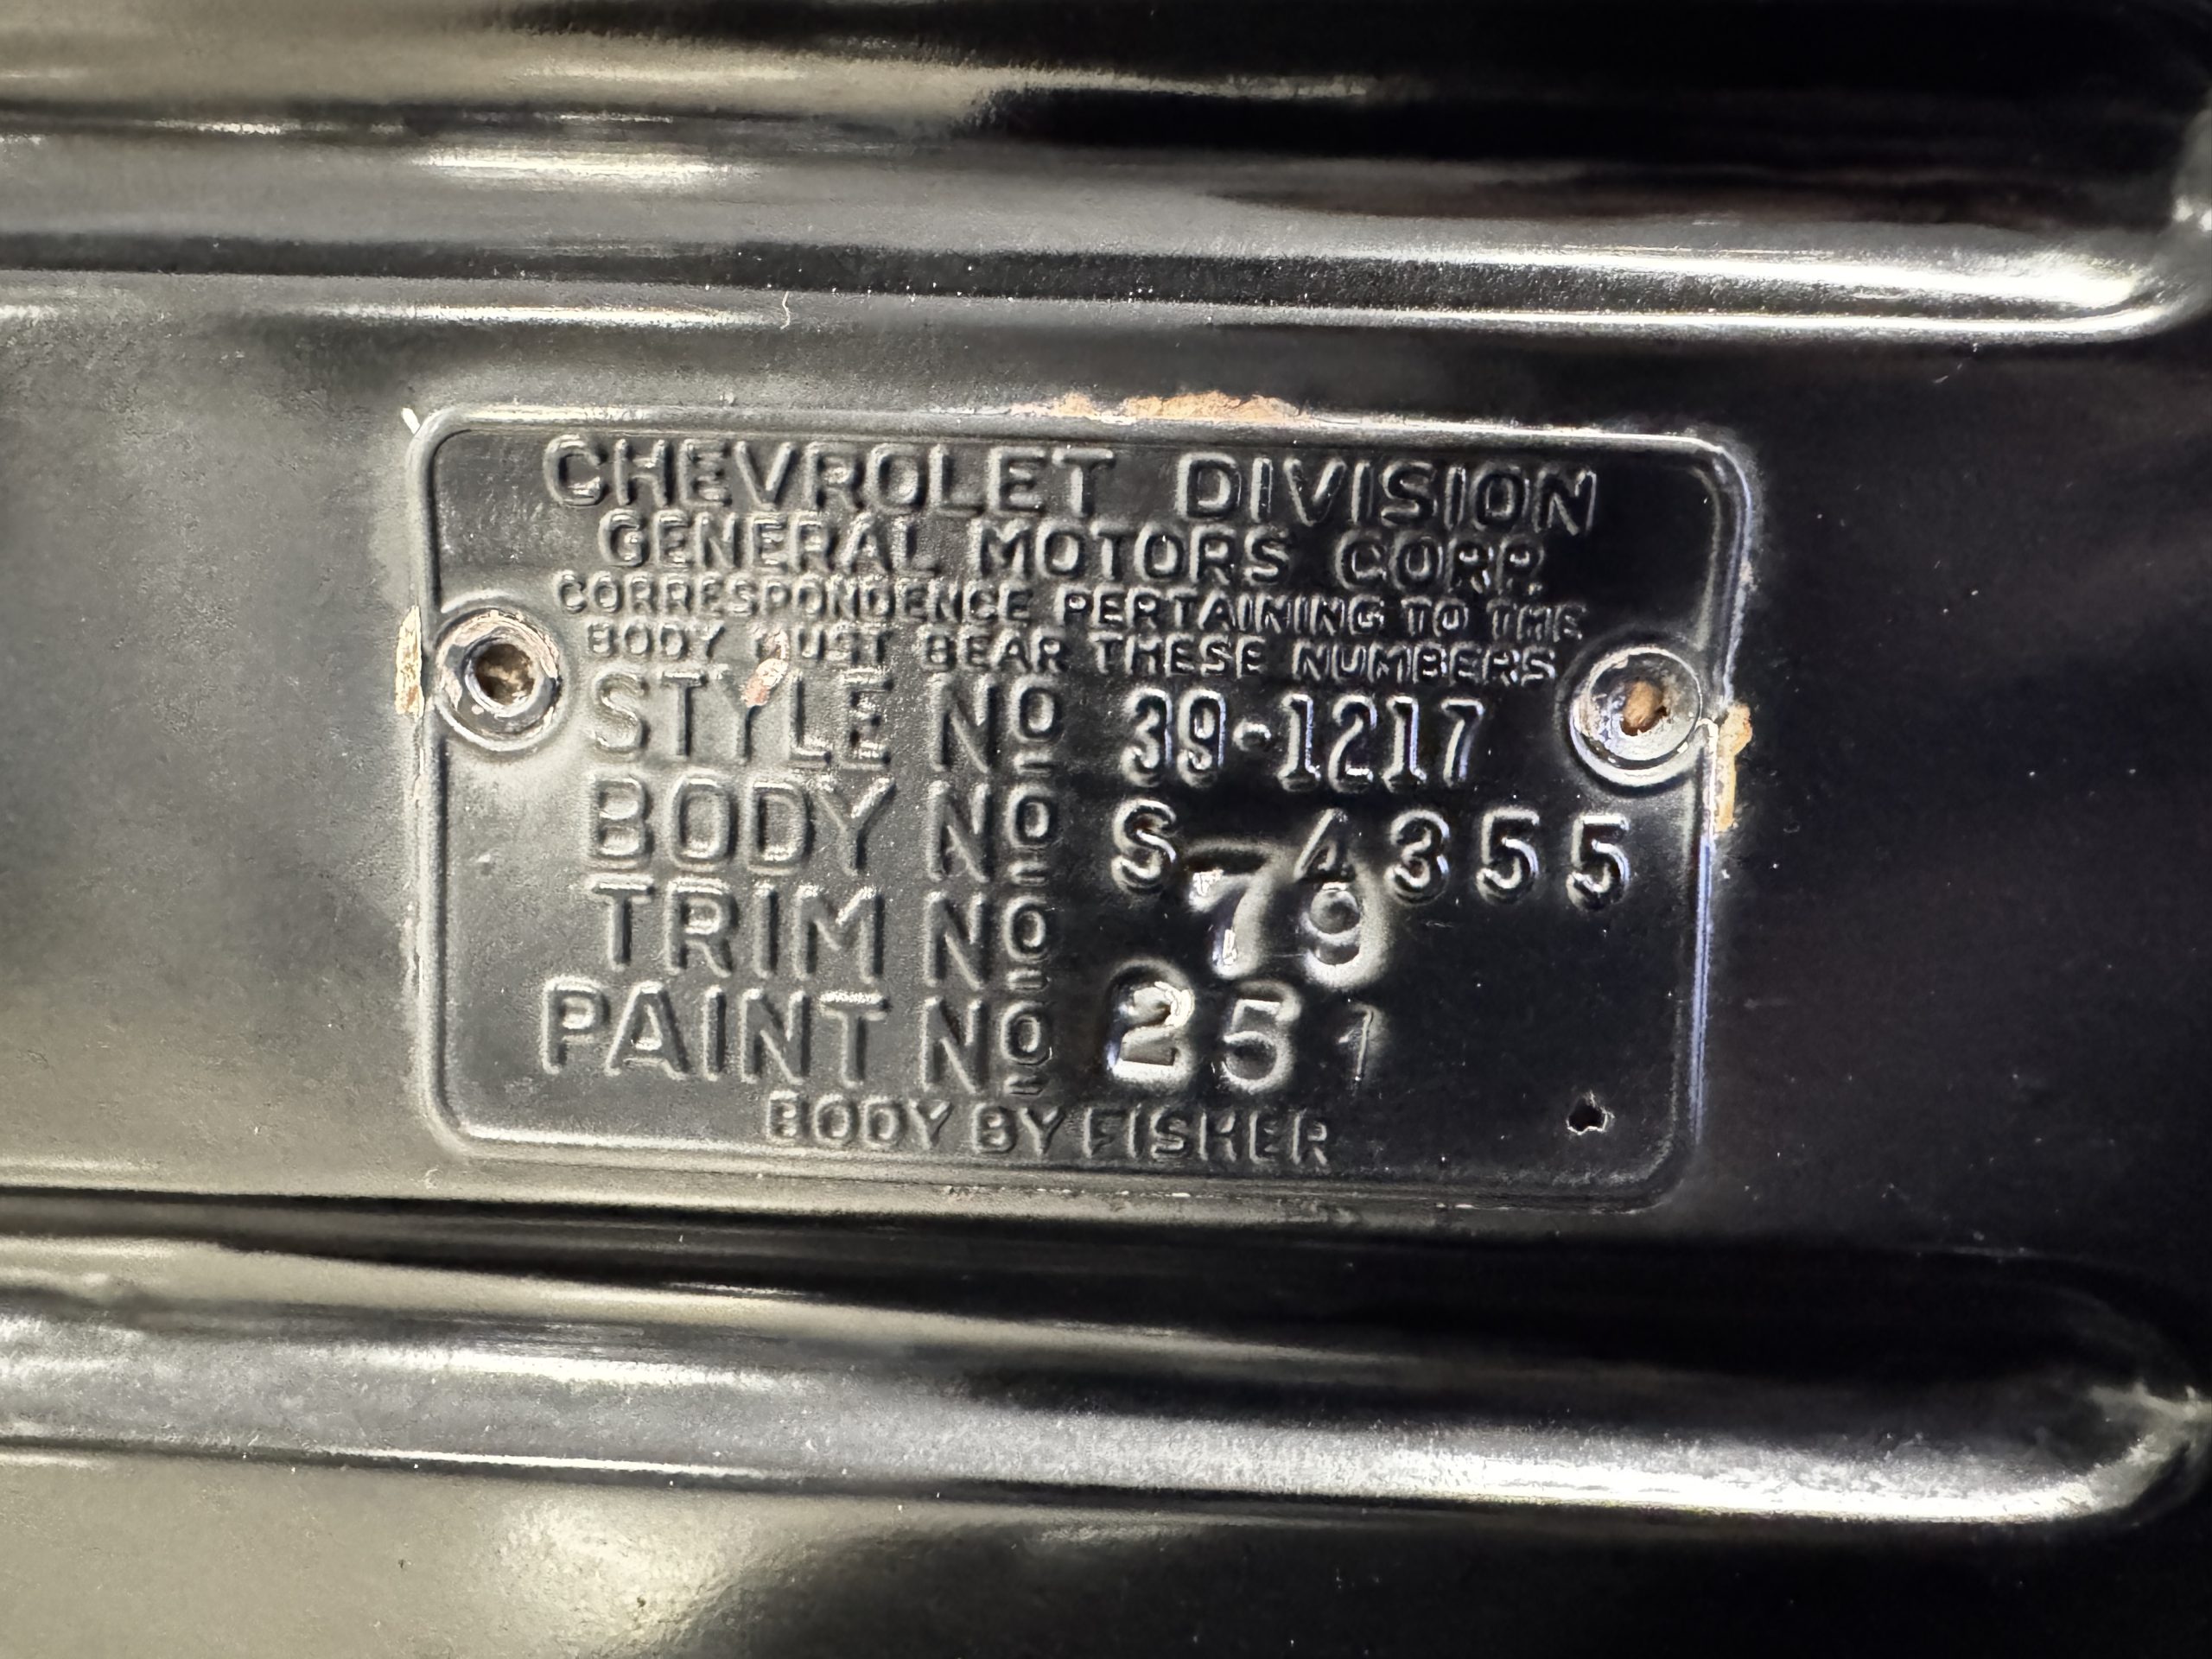 CHEVROLET DIVISION
GENERAL MOTORS CORP.
CORRESPONDENCE PERTAINING TO THE
BODY MUST BEAR THESE NUMBERS
STYLE No 39-1217
BODY No S 4355
TRIM No 79
PAINT No 251
BODY BY FISHER